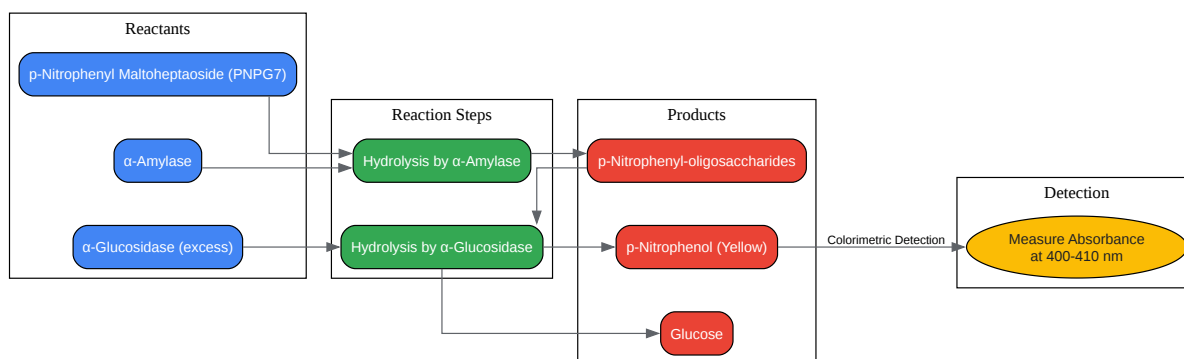 Reactants
p-Nitrophenyl Maltoheptaoside (PNPG7)
α-Amylase
α-Glucosidase (excess)
Reaction Steps
Hydrolysis by α-Amylase
Hydrolysis by α-Glucosidase
Products
p-Nitrophenyl-oligosaccharides
p-Nitrophenol (Yellow)
Glucose
Colorimetric Detection
Detection
Measure Absorbance
at 400-410 nm